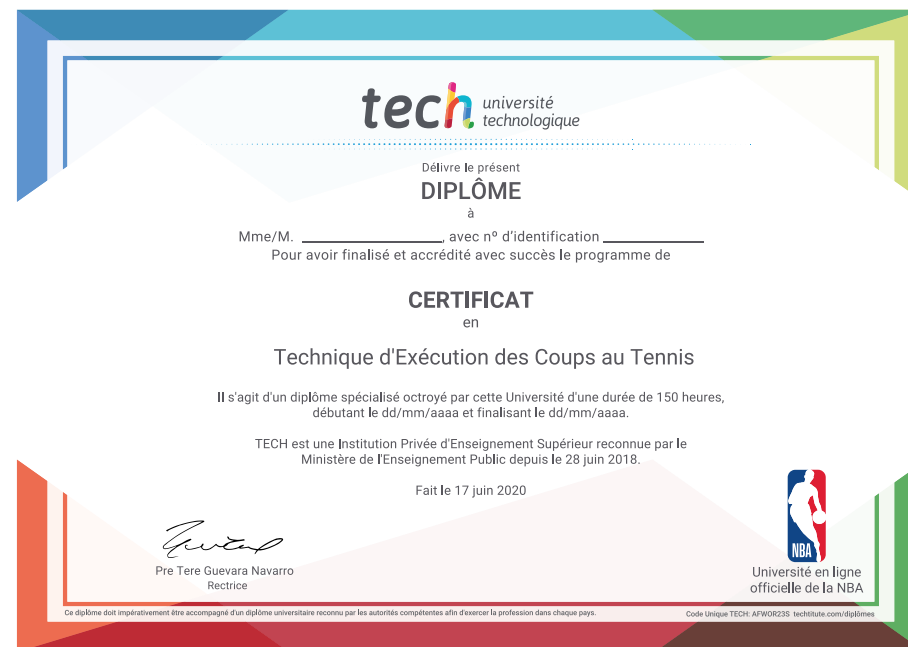 tech université
technologique
Délivre le présent
DIPLÔME
à
Mme/M. ____________________, avec nº d'identification ______________
Pour avoir finalisé et accrédité avec succès le programme de
CERTIFICAT
en
Technique d'Exécution des Coups au Tennis
Il s'agit d'un diplôme spécialisé octroyé par cette Université d'une durée de 150 heures,
débutant le dd/mm/aaaa et finalisant le dd/mm/aaaa.
TECH est une Institution Privée d'Enseignement Supérieur reconnue par le
Ministère de l'Enseignement Public depuis le 28 juin 2018.
Fait le 17 juin 2020
Pre Tere Guevara Navarro
Rectrice
NBA
Université en ligne
officielle de la NBA
Ce diplôme doit impérativement être accompagné d'un diplôme universitaire reconnu par les autorités compétentes afin d'exercer la profession dans chaque pays.
Code Unique TECH: AFWOR23S techtitute.com/diplômes